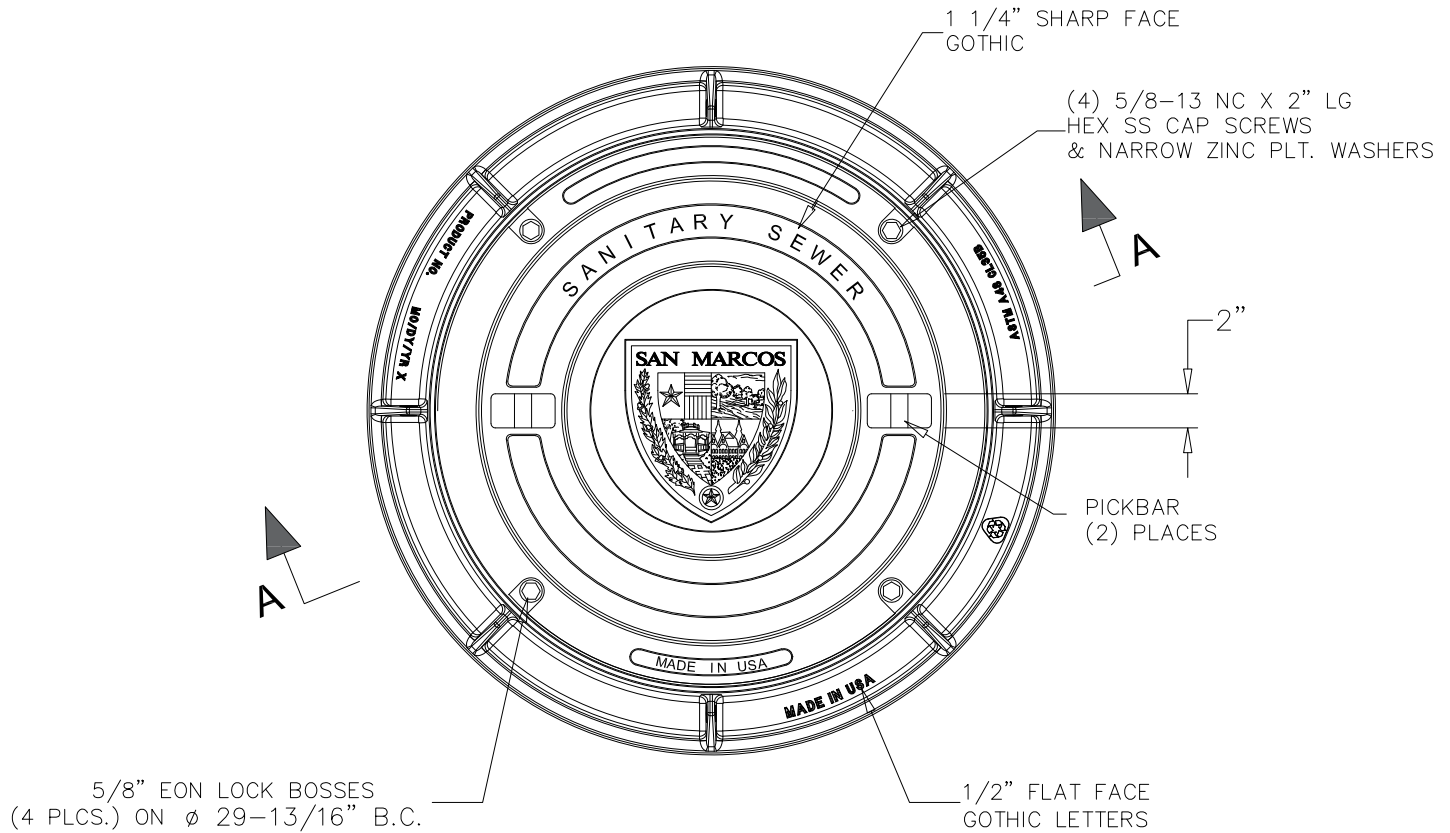 1 1/4” SHARP FACE
GOTHIC
(4) 5/8–13 NC X 2” LG
HEX SS CAP SCREWS
& NARROW ZINC PLT. WASHERS
A
2”
PICKBAR
(2) PLACES
1/2” FLAT FACE
GOTHIC LETTERS
5/8” EON LOCK BOSSES
(4 PLCS.) ON ø 29–13/16” B.C.
A
SANITARY SEWER
SAN MARCOS
MADE IN USA
PRODUCT NO.
MO/DY/YR X
ASTM A48 CL35B
MADE IN USA